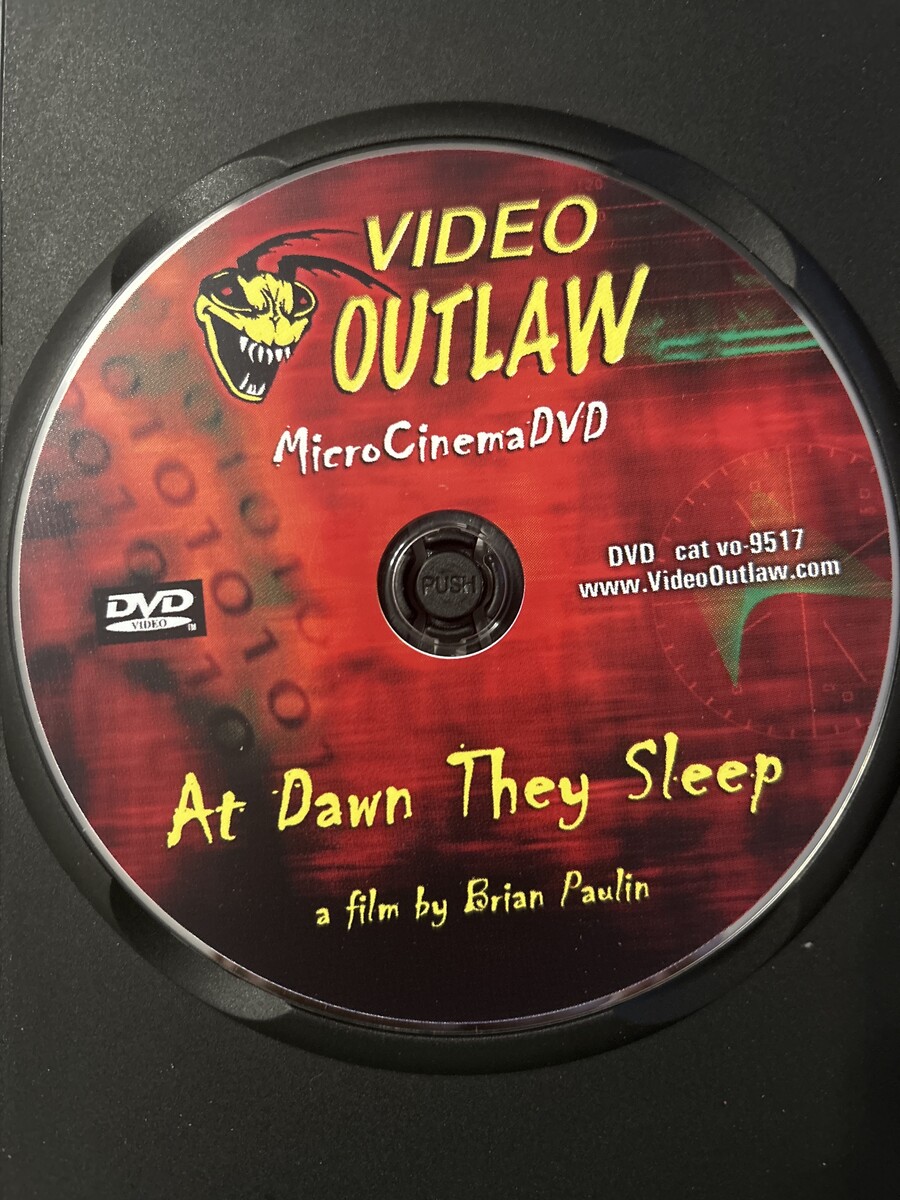 VIDEO
OUTLAW
MicroCinemaDVD
DVD cat vo-9517
www.VideoOutlaw.com
PUSH
DVD
VIDEO
TM
At Dawn They Sleep
a film by Brian Paulin